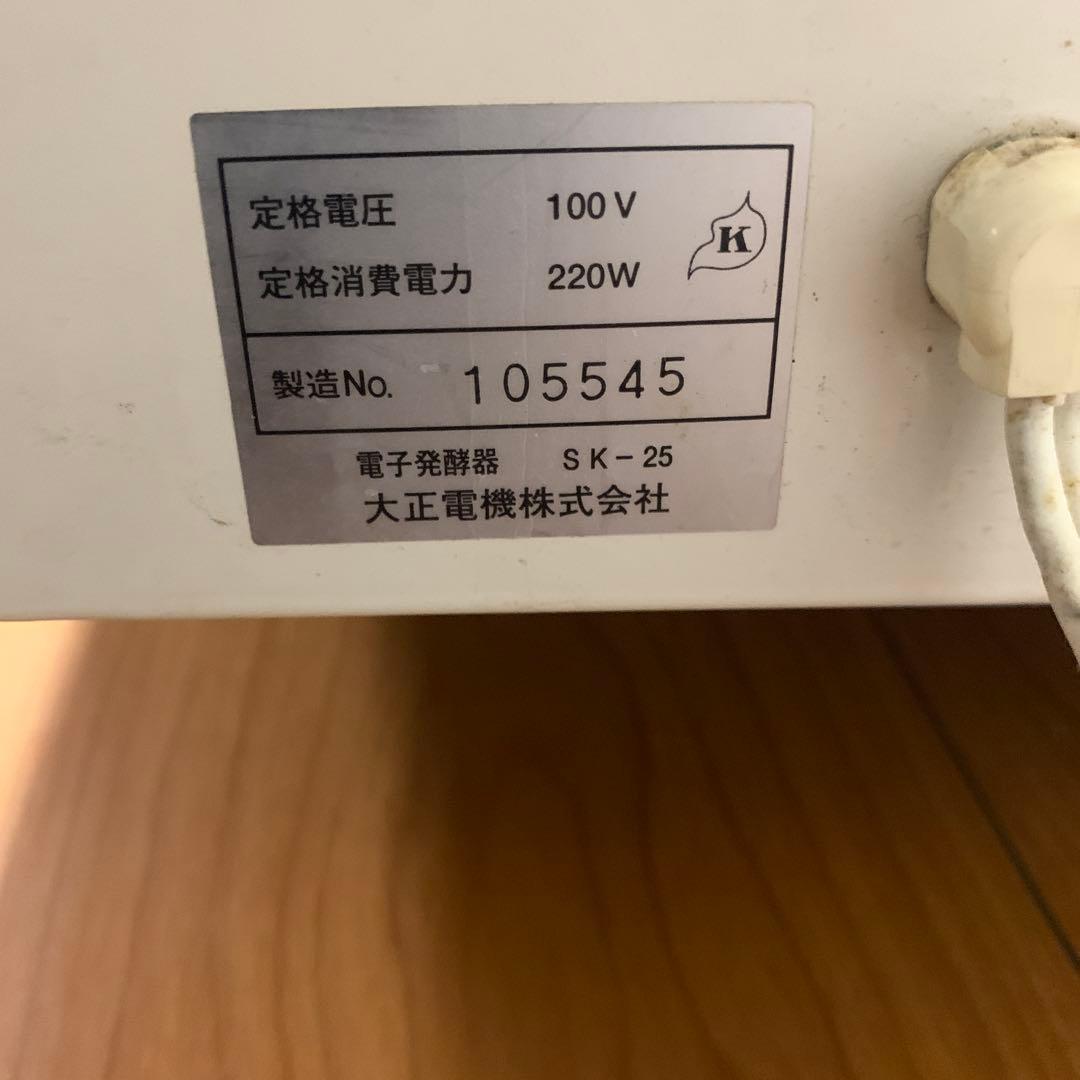 定格電圧 100V
定格消費電力 220W
K
製造No. 105545
電子発酵器 SK-25
大正電機株式会社